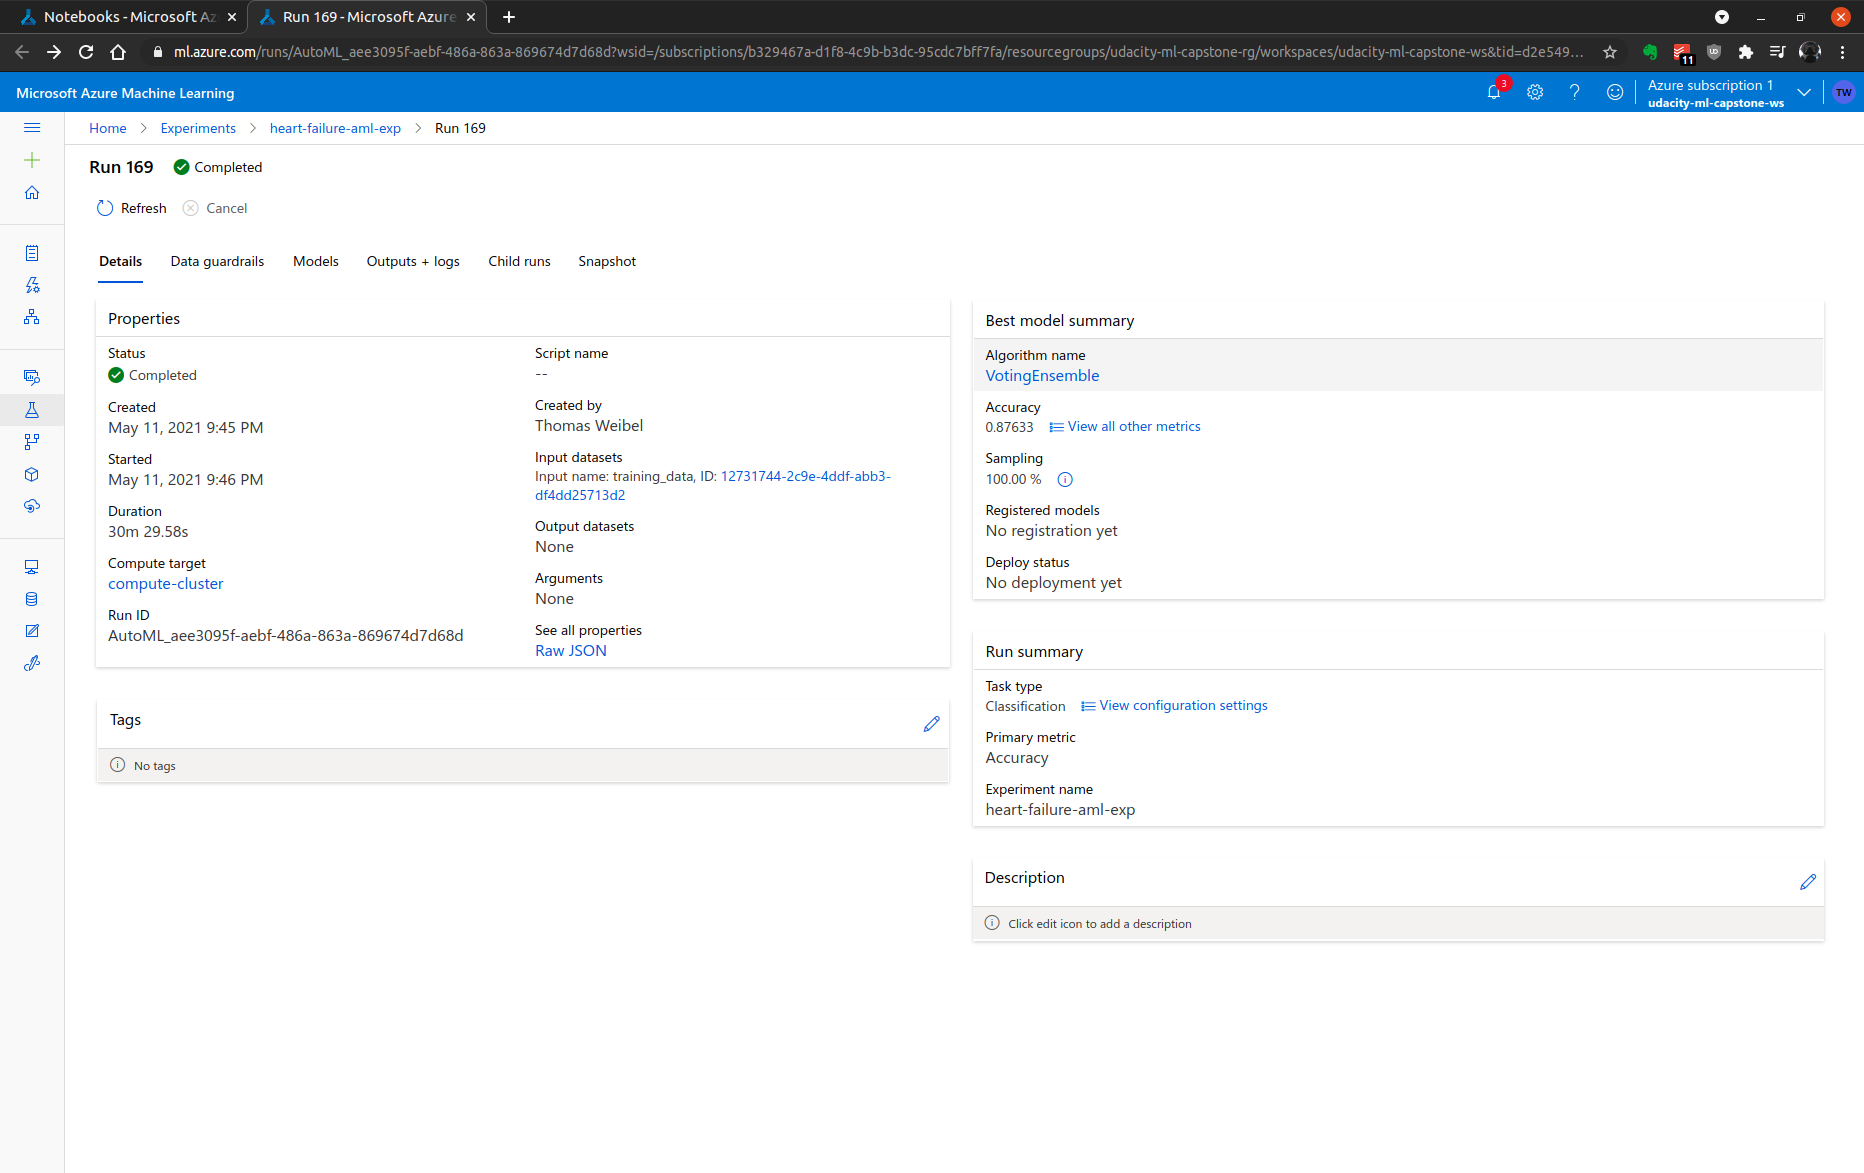 Notebooks - Microsoft Az
Run 169 - Microsoft Azure
ml.azure.com/runs/AutoML_aee3095f-aebf-486a-863a-869674d7d68d?wsid=/subscriptions/b329467a-d1f8-4c9b-b3dc-95cdc7bff7fa/resourcegroups/udacity-ml-capstone-rg/workspaces/udacity-ml-capstone-ws&tid=d2e549...
11
Microsoft Azure Machine Learning
3
Azure subscription 1
udacity-ml-capstone-ws
TW
Home > Experiments > heart-failure-aml-exp > Run 169
Run 169 Completed
Refresh Cancel
Details Data guardrails Models Outputs + logs Child runs Snapshot
Properties
Status
Completed
Created
May 11, 2021 9:45 PM
Started
May 11, 2021 9:46 PM
Duration
30m 29.58s
Compute target
compute-cluster
Run ID
AutoML_aee3095f-aebf-486a-863a-869674d7d68d
Script name
--
Created by
Thomas Weibel
Input datasets
Input name: training_data, ID: 12731744-2c9e-4ddf-abb3-
df4dd25713d2
Output datasets
None
Arguments
None
See all properties
Raw JSON
Tags
No tags
Best model summary
Algorithm name
VotingEnsemble
Accuracy
0.87633 View all other metrics
Sampling
100.00 %
Registered models
No registration yet
Deploy status
No deployment yet
Run summary
Task type
Classification View configuration settings
Primary metric
Accuracy
Experiment name
heart-failure-aml-exp
Description
Click edit icon to add a description